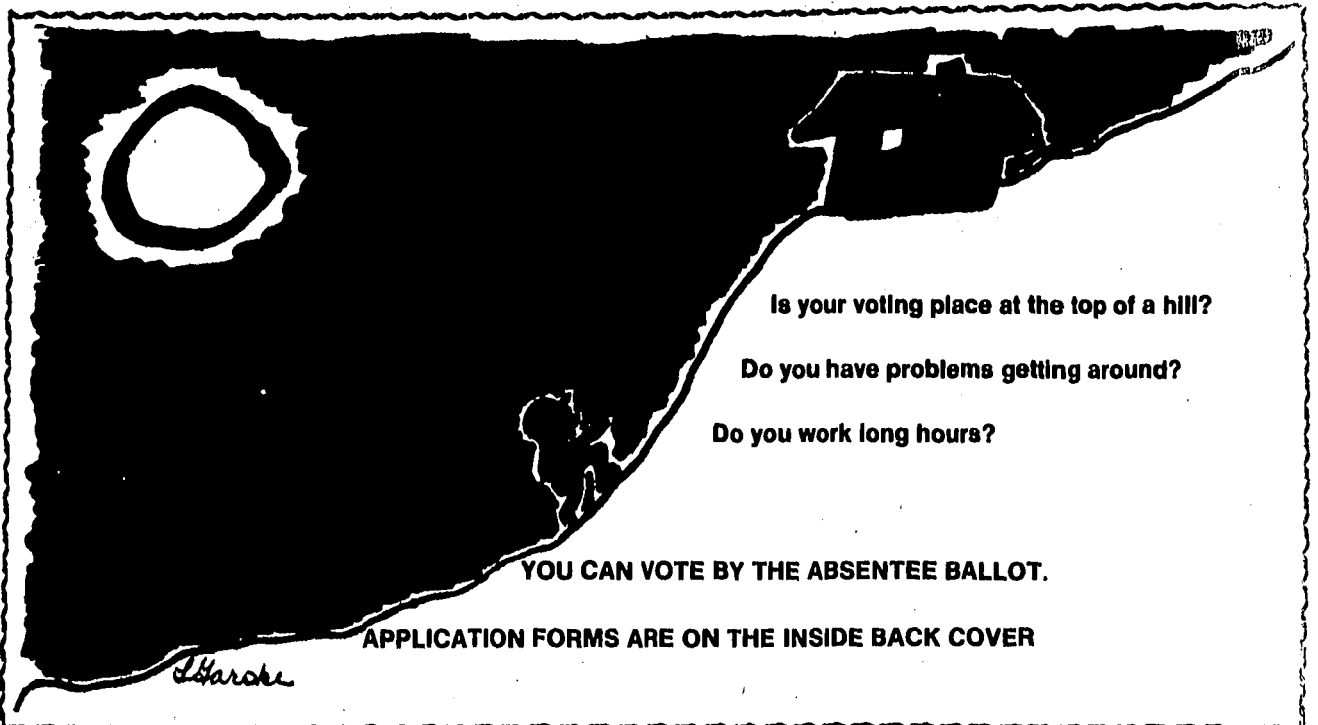 Is your voting place at the top of a hill?
Do you have problems getting around?
Do you work long hours?
YOU CAN VOTE BY THE ABSENTEE BALLOT.
APPLICATION FORMS ARE ON THE INSIDE BACK COVER